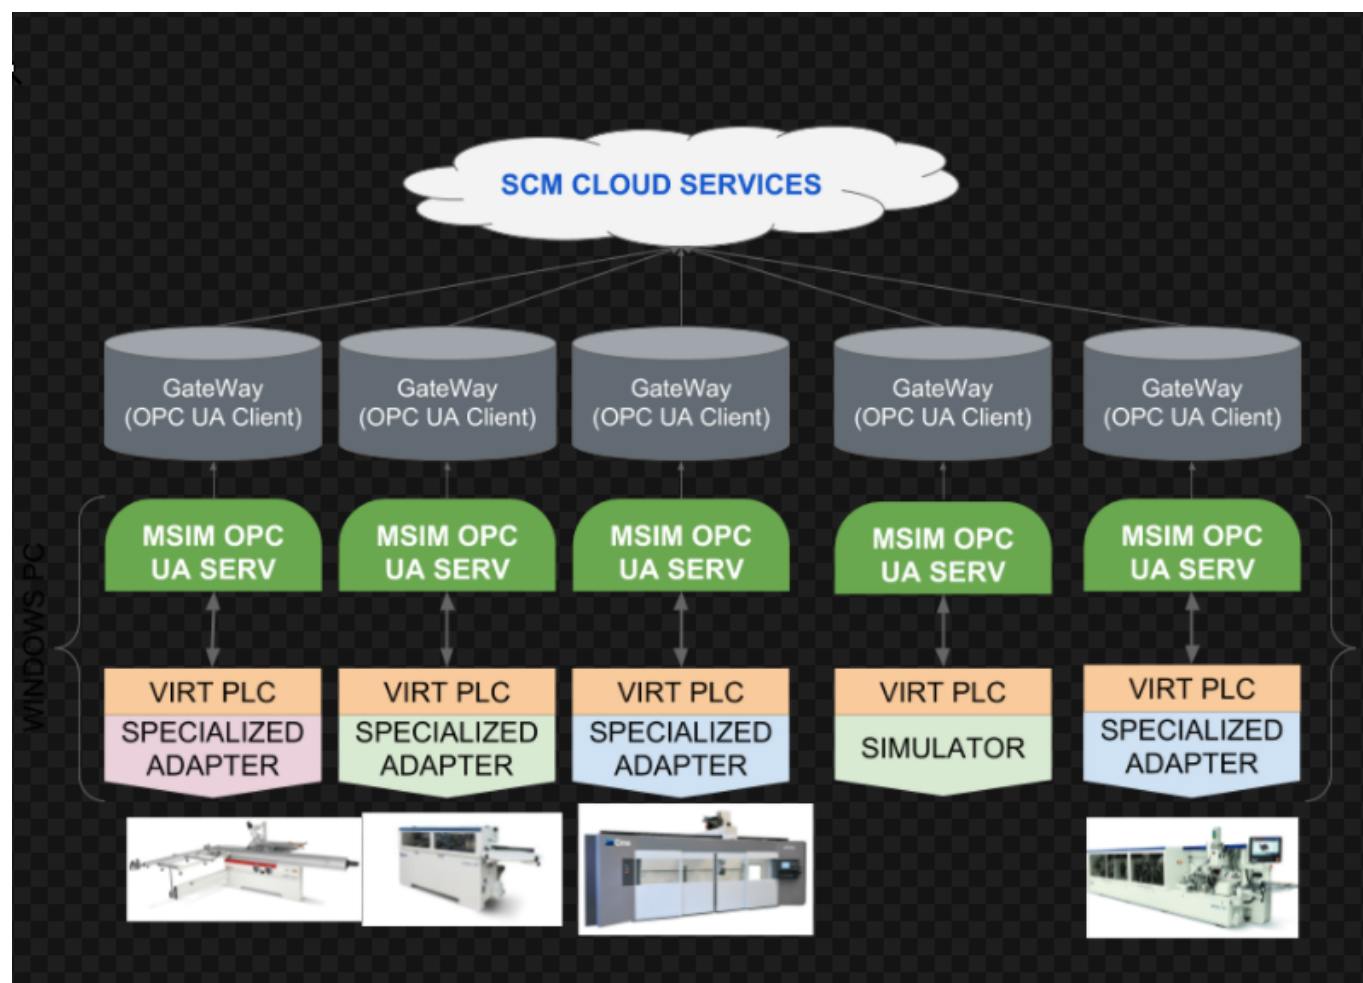 SCM CLOUD SERVICES
GateWay
(OPC UA Client)
GateWay
(OPC UA Client)
GateWay
(OPC UA Client)
GateWay
(OPC UA Client)
GateWay
(OPC UA Client)
WINDOWS PC
MSIM OPC
UA SERV
MSIM OPC
UA SERV
MSIM OPC
UA SERV
MSIM OPC
UA SERV
MSIM OPC
UA SERV
VIRT PLC
SPECIALIZED
ADAPTER
VIRT PLC
SPECIALIZED
ADAPTER
VIRT PLC
SPECIALIZED
ADAPTER
VIRT PLC
SIMULATOR
VIRT PLC
SPECIALIZED
ADAPTER